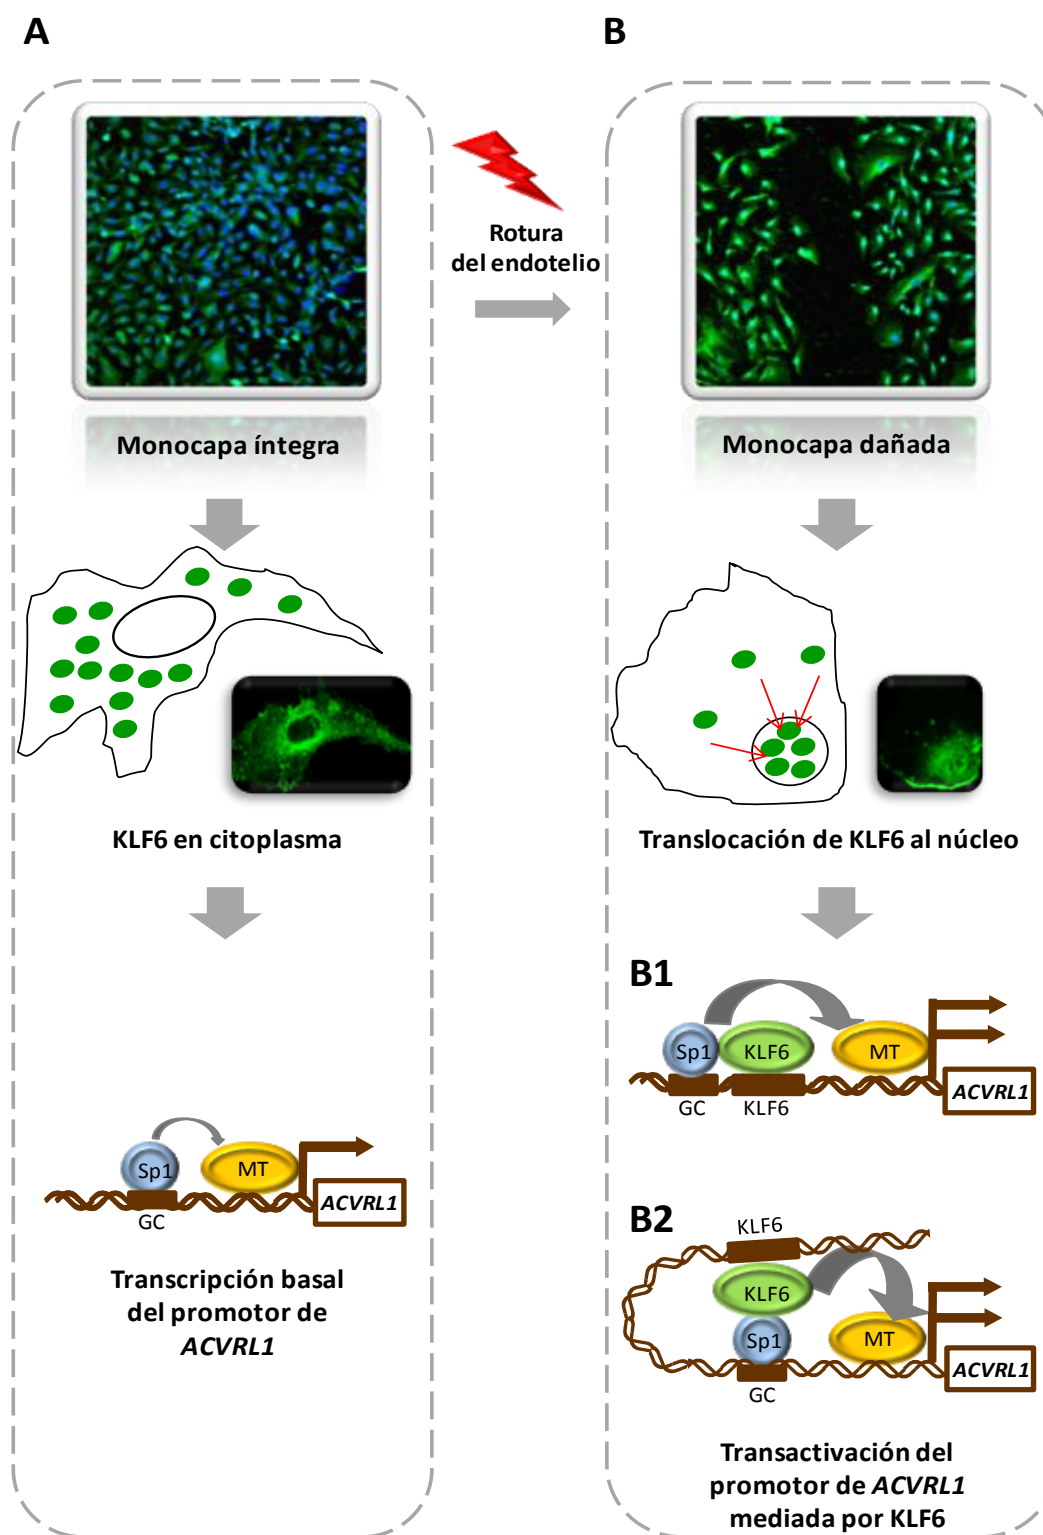 A
B
Rotura
del endotelio
Monocapa íntegra
Monocapa dañada
KLF6 en citoplasma
Translocación de KLF6 al núcleo
B1
Sp1
KLF6
MT
GC
KLF6
ACVRL1
Sp1
MT
GC
ACVRL1
Transcripción basal
del promotor de
ACVRL1
B2
KLF6
KLF6
Sp1
MT
GC
ACVRL1
Transactivación del
promotor de ACVRL1
mediada por KLF6